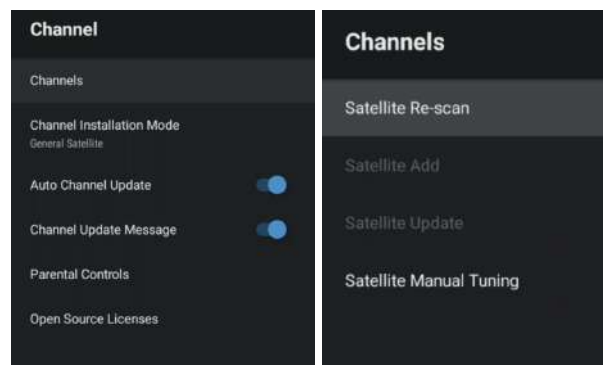 Channel
Channels
Channel Installation Mode
General Satellite
Auto Channel Update
Channel Update Message
Parental Controls
Open Source Licenses
Channels
Satellite Re-scan
Satellite Add
Satellite Update
Satellite Manual Tuning